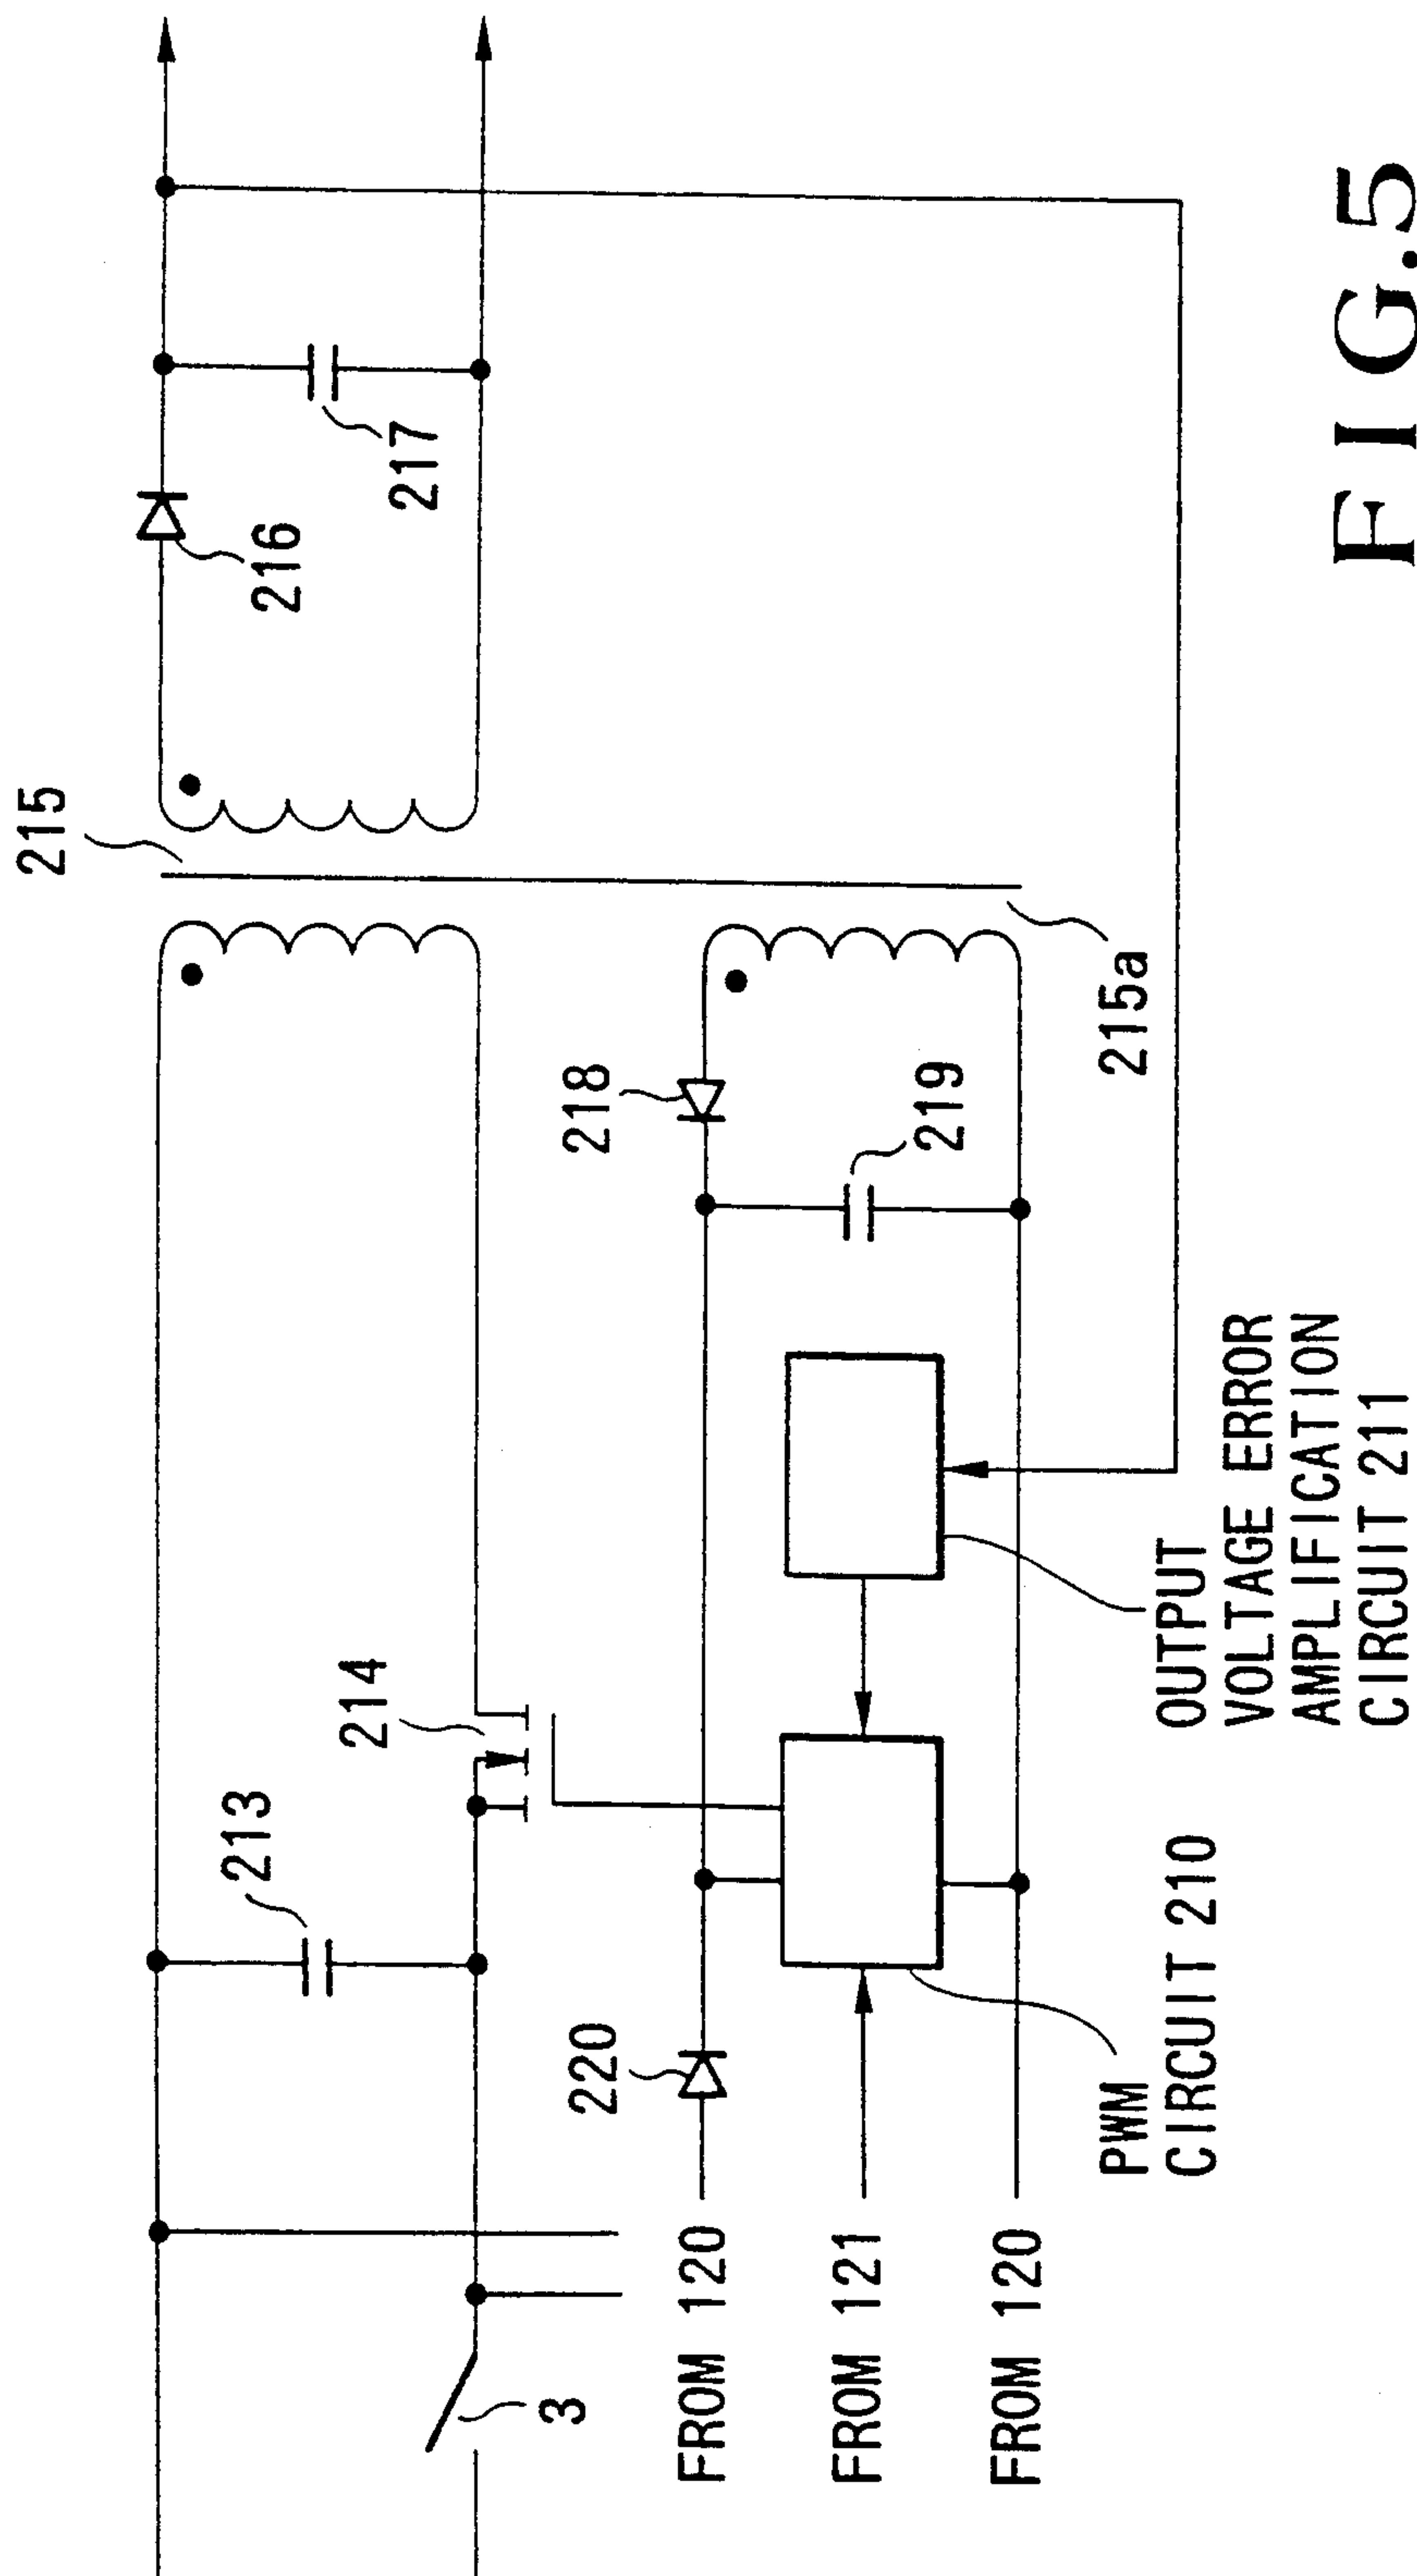 215
216
217
213
214
218
219
215a
220
3
FROM 120
FROM 121
FROM 120
PWM
CIRCUIT 210
OUTPUT
VOLTAGE ERROR
AMPLIFICATION
CIRCUIT 211
FIG.5